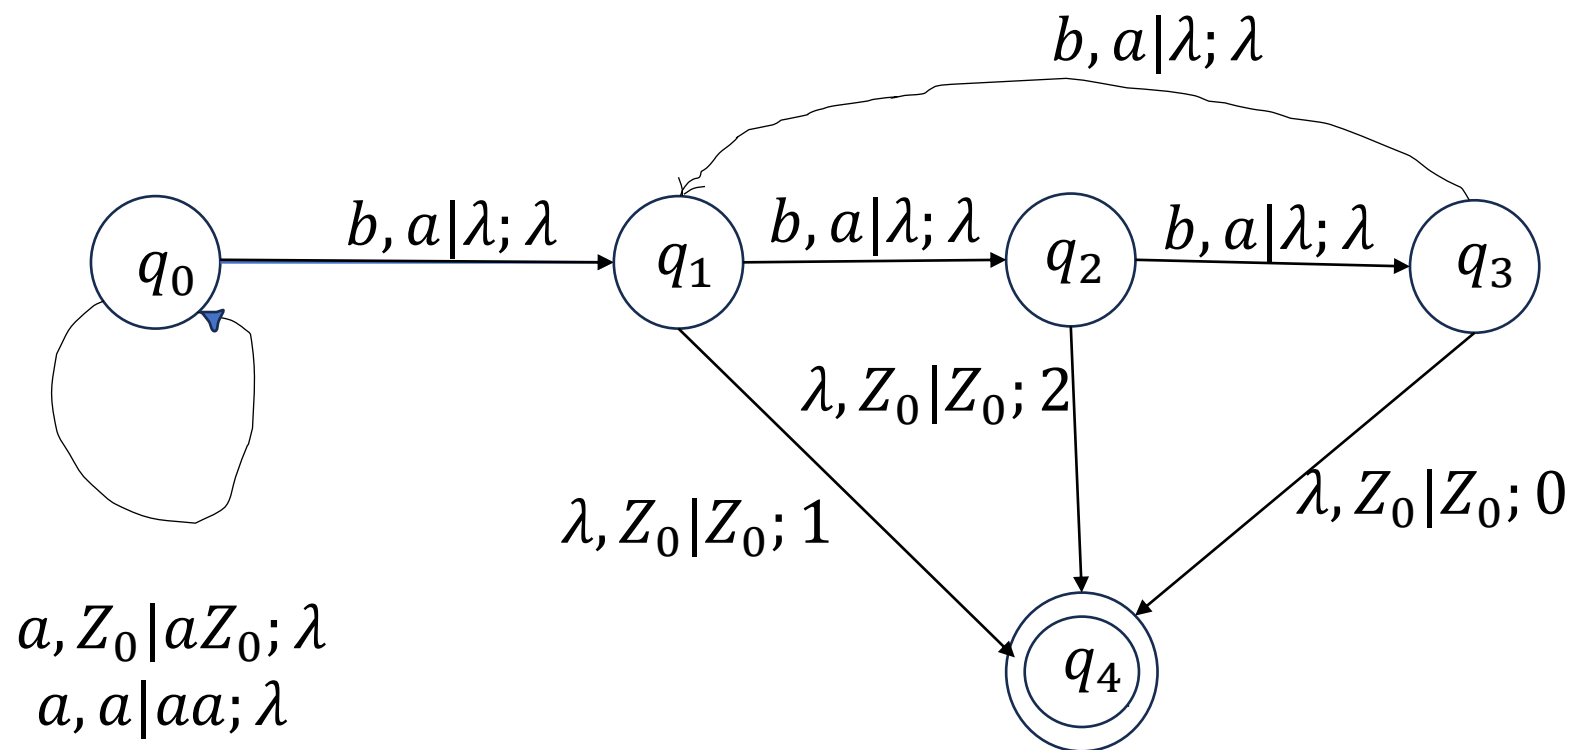 b, a|λ; λ
b, a|λ; λ
b, a|λ; λ
b, a|λ; λ
q₀
q₁
q₂
q₃
λ, Z₀|Z₀; 2
λ, Z₀|Z₀; 1
λ, Z₀|Z₀; 0
a, Z₀|aZ₀; λ
a, a|aa; λ
q₄